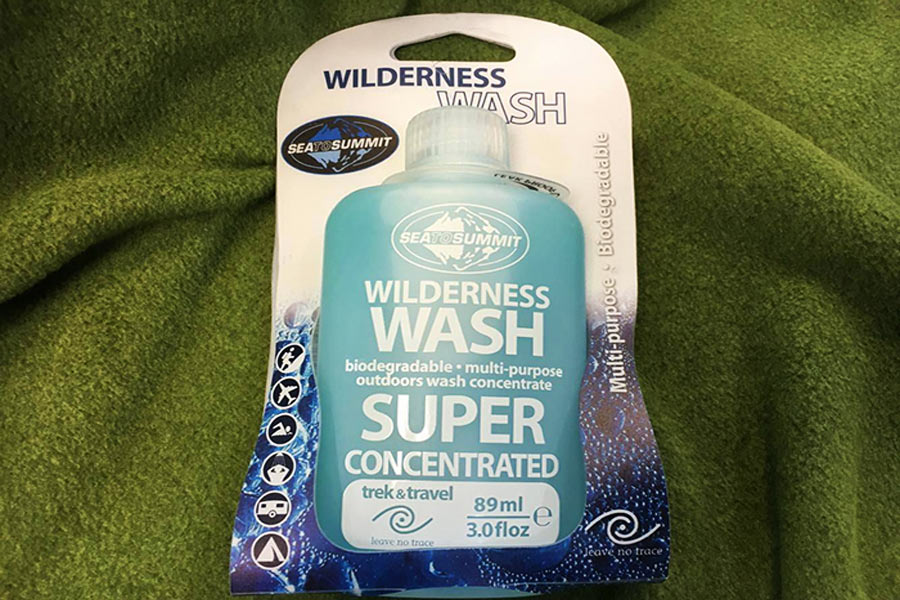 WILDERNESS
WASH
SEATOSUMMIT
Multi-purpose • Biodegradable
SEATOSUMMIT
WILDERNESS
WASH
biodegradable • multi-purpose
outdoors wash concentrate
SUPER
CONCENTRATED
trek&travel
leave no trace
89ml
3.0floz
e
leave no trace